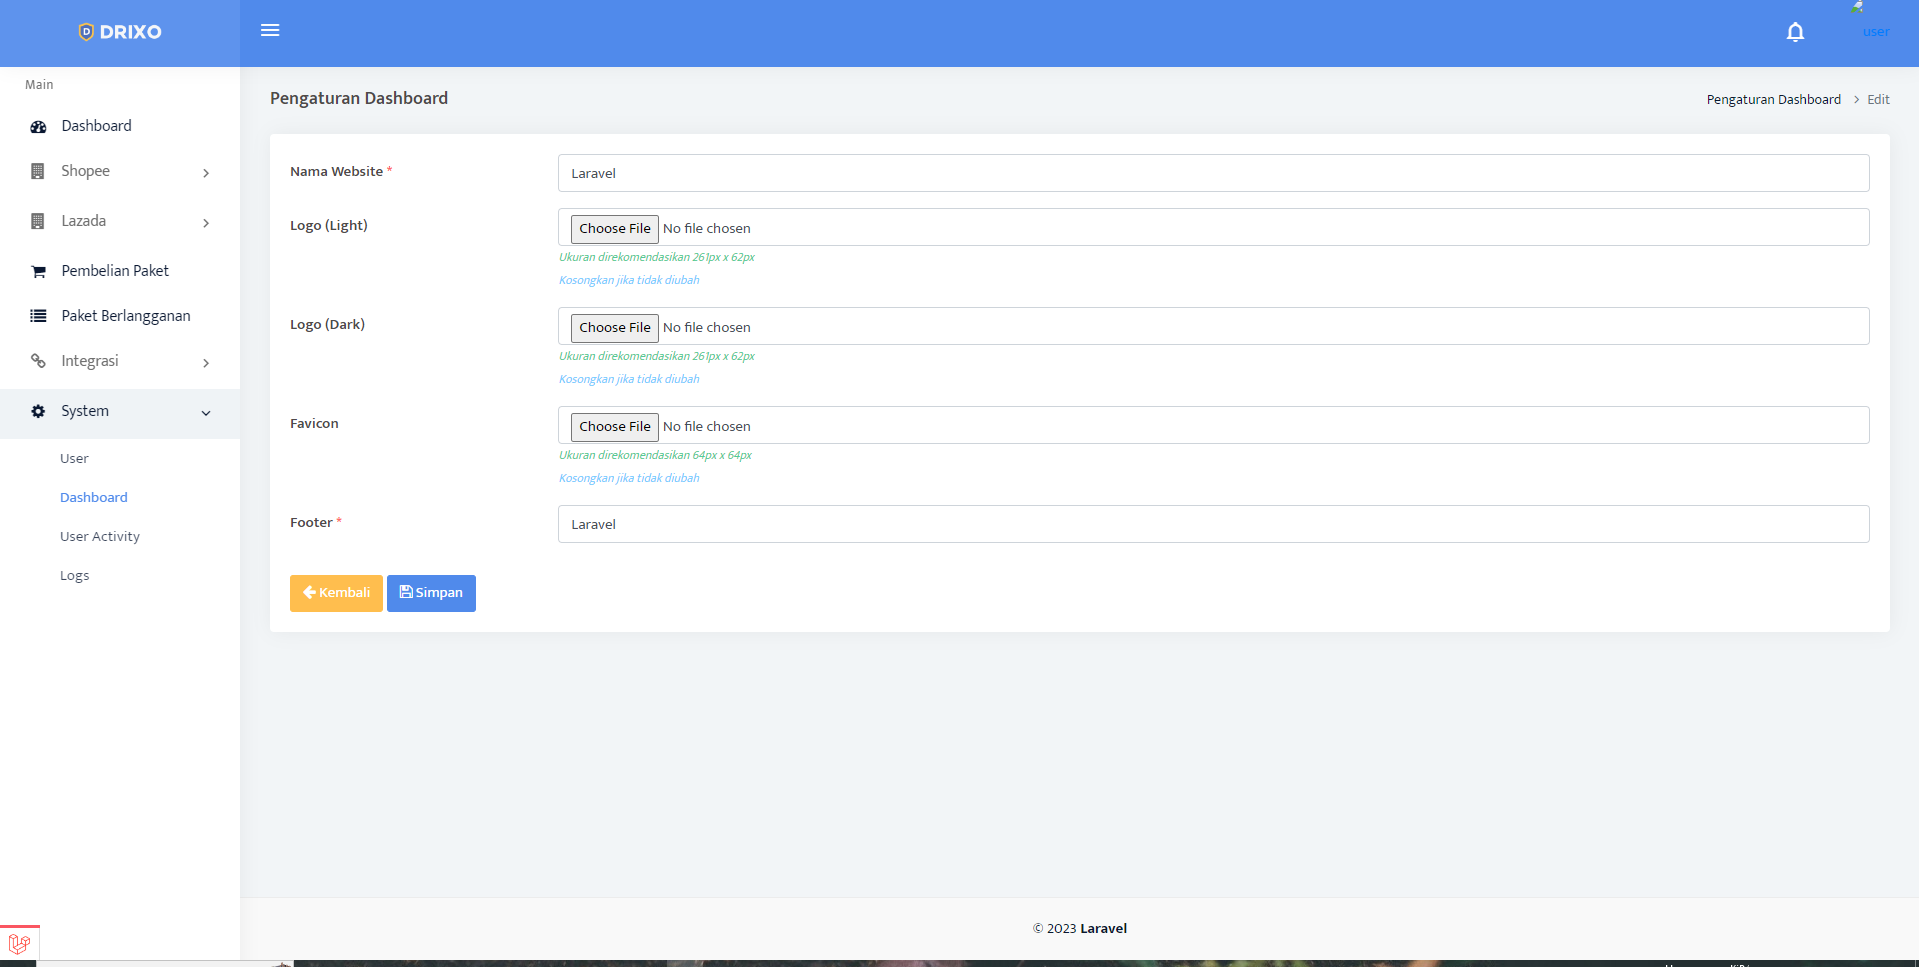 DRIXO
user
Main
Dashboard
Shopee
Lazada
Pembelian Paket
Paket Berlangganan
Integrasi
System
User
Dashboard
User Activity
Logs
Pengaturan Dashboard
Pengaturan Dashboard > Edit
Nama Website * Laravel
Logo (Light) Choose File No file chosen
Ukuran direkomendasikan 261px x 62px
Kosongkan jika tidak diubah
Logo (Dark) Choose File No file chosen
Ukuran direkomendasikan 261px x 62px
Kosongkan jika tidak diubah
Favicon Choose File No file chosen
Ukuran direkomendasikan 64px x 64px
Kosongkan jika tidak diubah
Footer * Laravel
Kembali Simpan
© 2023 Laravel